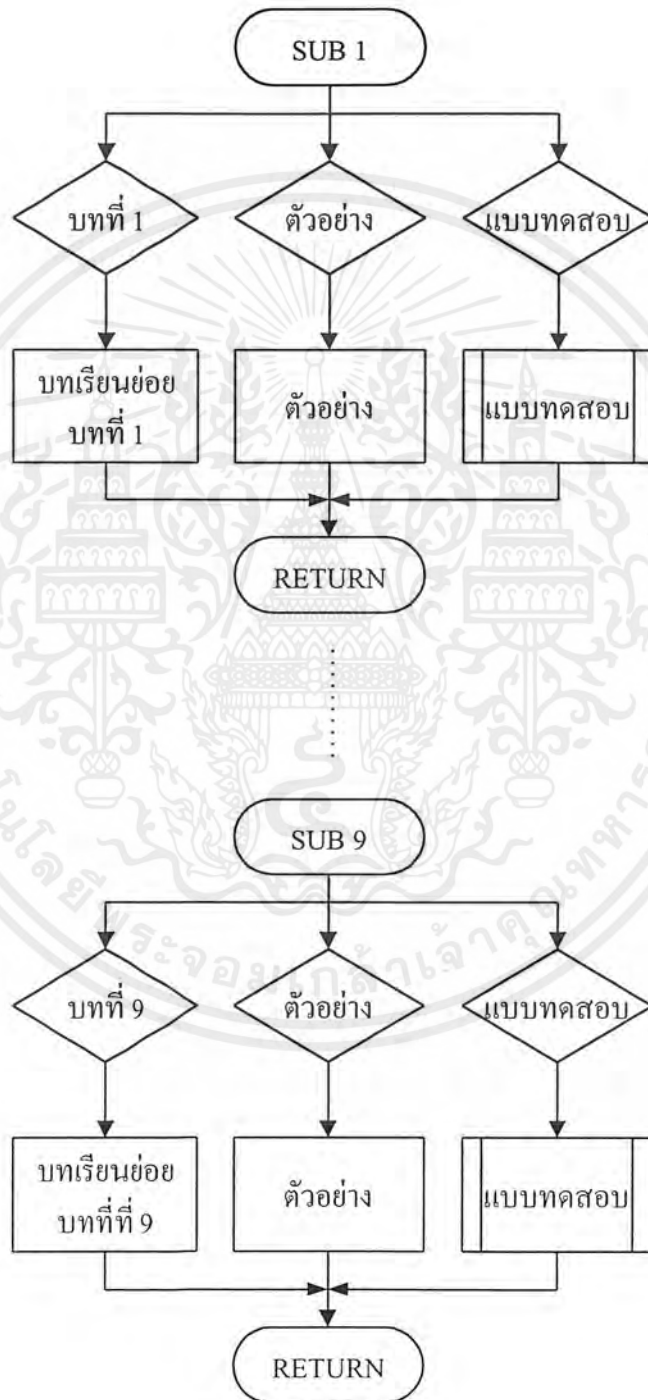 SUB 1
บทที่ 1
ตัวอย่าง
แบบทดสอบ
บทเรียนย่อย
บทที่ 1
ตัวอย่าง
แบบทดสอบ
RETURN
SUB 9
บทที่ 9
ตัวอย่าง
แบบทดสอบ
บทเรียนย่อย
บทที่ที่ 9
ตัวอย่าง
แบบทดสอบ
RETURN